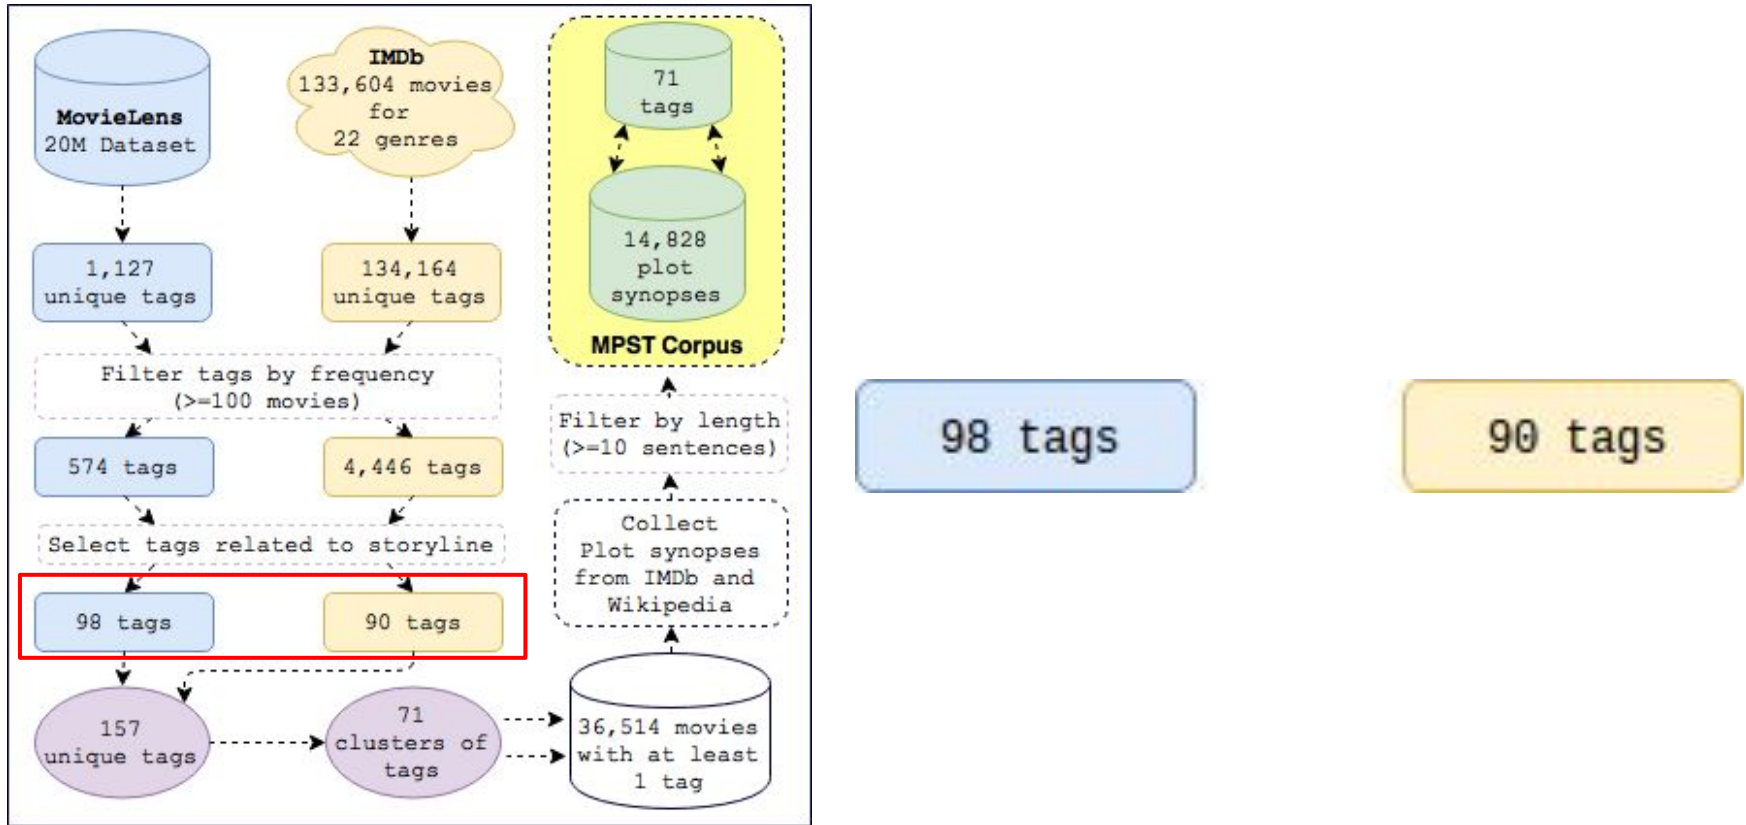 MovieLens
20M Dataset
IMDb
133,604 movies
for
22 genres
1,127
unique tags
134,164
unique tags
Filter tags by frequency
(>=100 movies)
574 tags
4,446 tags
Select tags related to storyline
98 tags
90 tags
157
unique tags
71
clusters of
tags
36,514 movies
with at least
1 tag
Collect
Plot synopses
from IMDb and
Wikipedia
Filter by length
(>=10 sentences)
71
tags
14,828
plot
synopses
MPST Corpus
98 tags
90 tags